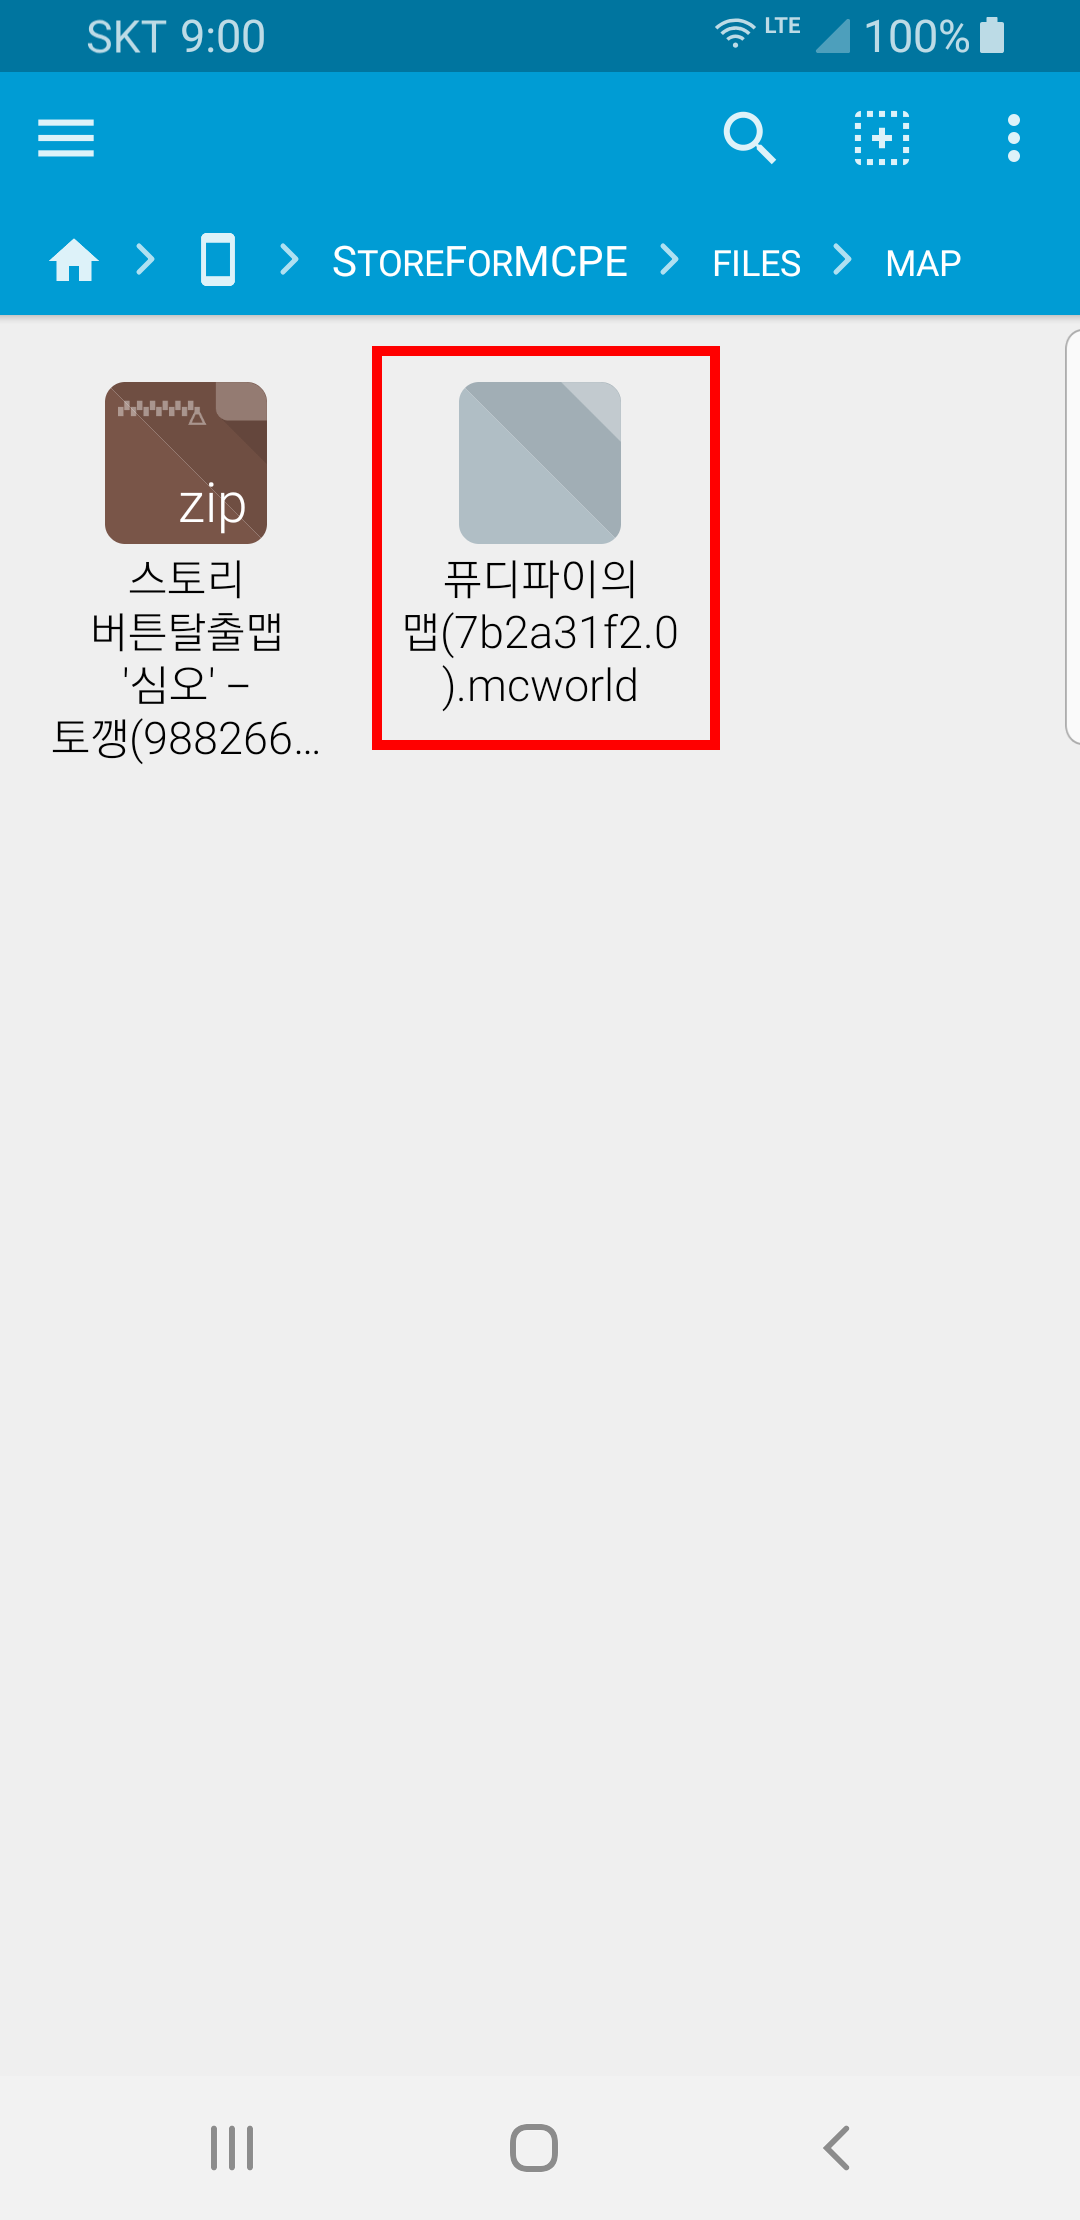 SKT 9:00 LTE 100%
STOREFORMCPE FILES MAP
zip
스토리
버튼탈출맵
'심오' –
토깽(988266...
퓨디파이의
맵(7b2a31f2.0
).mcworld